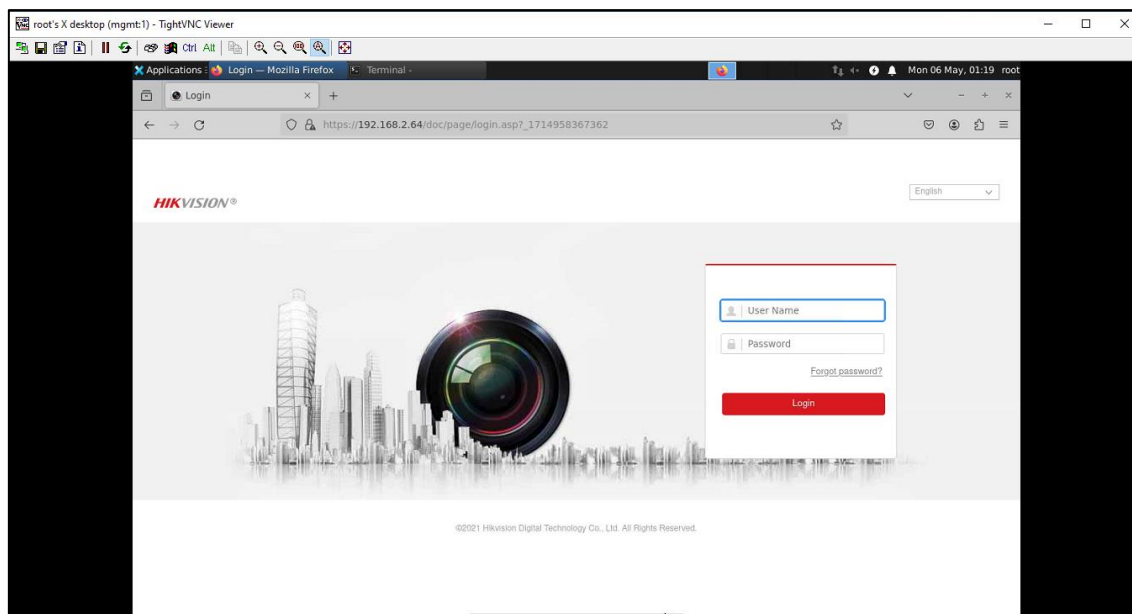 root's X desktop (mgmt:1) - TightVNC Viewer
Ctrl Alt
Applications : Login — Mozilla Firefox Terminal - Mon 06 May, 01:19 root
Login
https://192.168.2.64/doc/page/login.asp?_1714958367362
English
HIKVISION®
User Name
Password
Forgot password?
Login
©2021 Hikvision Digital Technology Co., Ltd. All Rights Reserved.